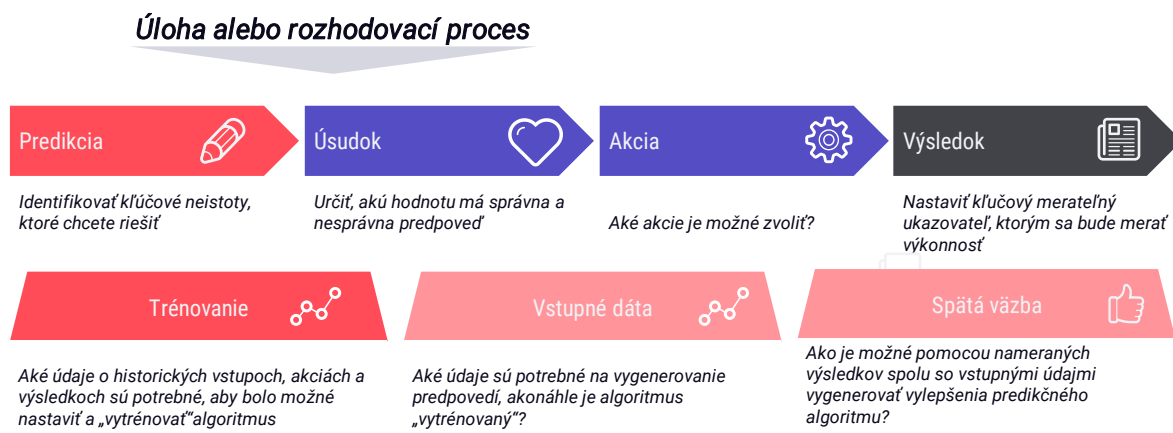 Úloha alebo rozhodovací proces
Predikcia
Úsudok
Akcia
Výsledok
Identifikovať kľúčové neistoty,
ktoré chcete riešiť
Určiť, akú hodnotu má správna a
nesprávna predpoveď
Aké akcie je možné zvoliť?
Nastaviť kľúčový merateľný
ukazovateľ, ktorým sa bude merať
výkonnosť
Trénovanie
Vstupné dáta
Spätá väzba
Aké údaje o historických vstupoch, akciách a
výsledkoch sú potrebné, aby bolo možné
nastaviť a „vytrénovať“algoritmus
Aké údaje sú potrebné na vygenerovanie
predpovedí, akonáhle je algoritmus
„vytrénovaný“?
Ako je možné pomocou nameraných
výsledkov spolu so vstupnými údajmi
vygenerovať vylepšenia predikčného
algoritmu?